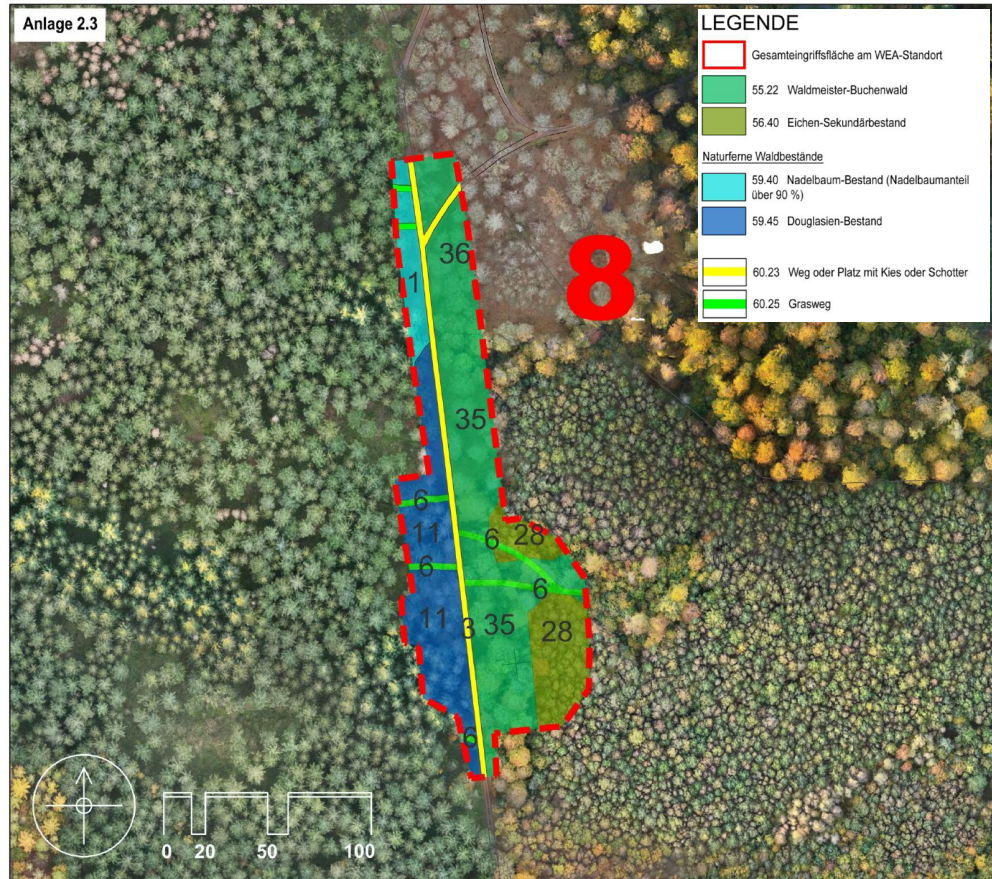 Anlage 2.3
LEGENDE
Gesamteingriffsfläche am WEA-Standort
55.22 Waldmeister-Buchenwald
56.40 Eichen-Sekundärbestand
Naturferne Waldbestände
59.40 Nadelbaum-Bestand (Nadelbaumanteil
über 90 %)
59.45 Douglasien-Bestand
60.23 Weg oder Platz mit Kies oder Schotter
60.25 Grasweg
8
36
1
35
6
11
6
28
6
6
11
3
35
28
6
0 20 50 100